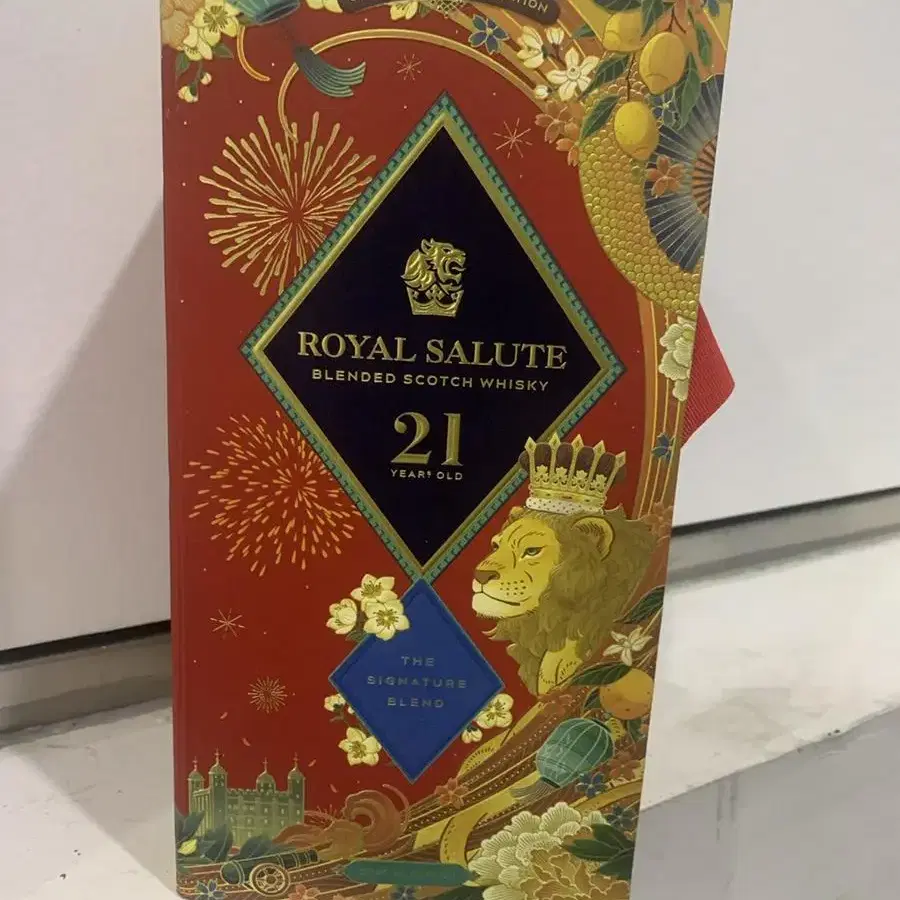 ROYAL SALUTE
BLENDED SCOTCH WHISKY
21
YEARS OLD
THE
SIGNATURE
BLEND